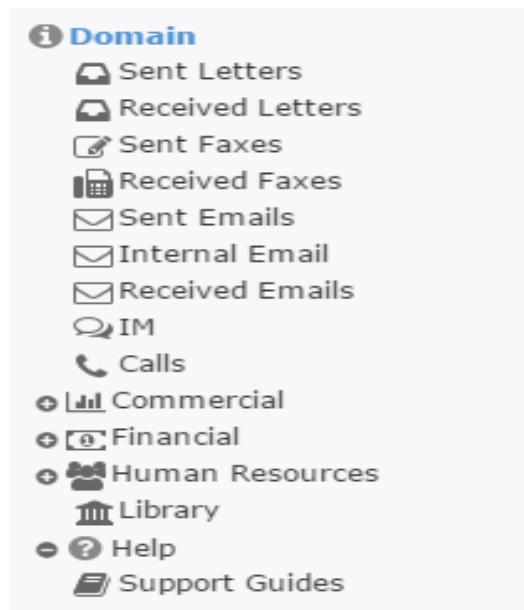 Domain
Sent Letters
Received Letters
Sent Faxes
Received Faxes
Sent Emails
Internal Email
Received Emails
IM
Calls
Commercial
Financial
Human Resources
Library
Help
Support Guides